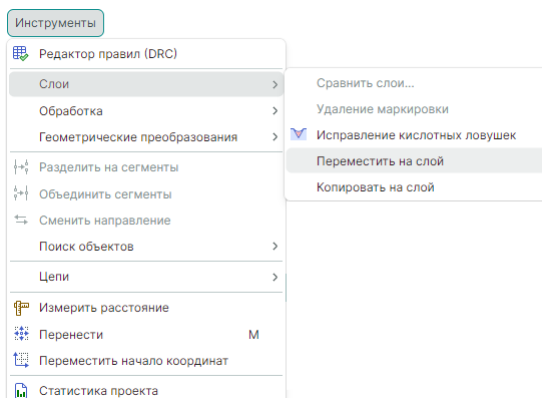 Инструменты
Редактор правил (DRC)
Слои
Обработка
Геометрические преобразования
Разделить на сегменты
Объединить сегменты
Сменить направление
Поиск объектов
Цепи
Измерить расстояние
Перенести M
Переместить начало координат
Статистика проекта
Сравнить слои...
Удаление маркировки
Исправление кислотных ловушек
Переместить на слой
Копировать на слой